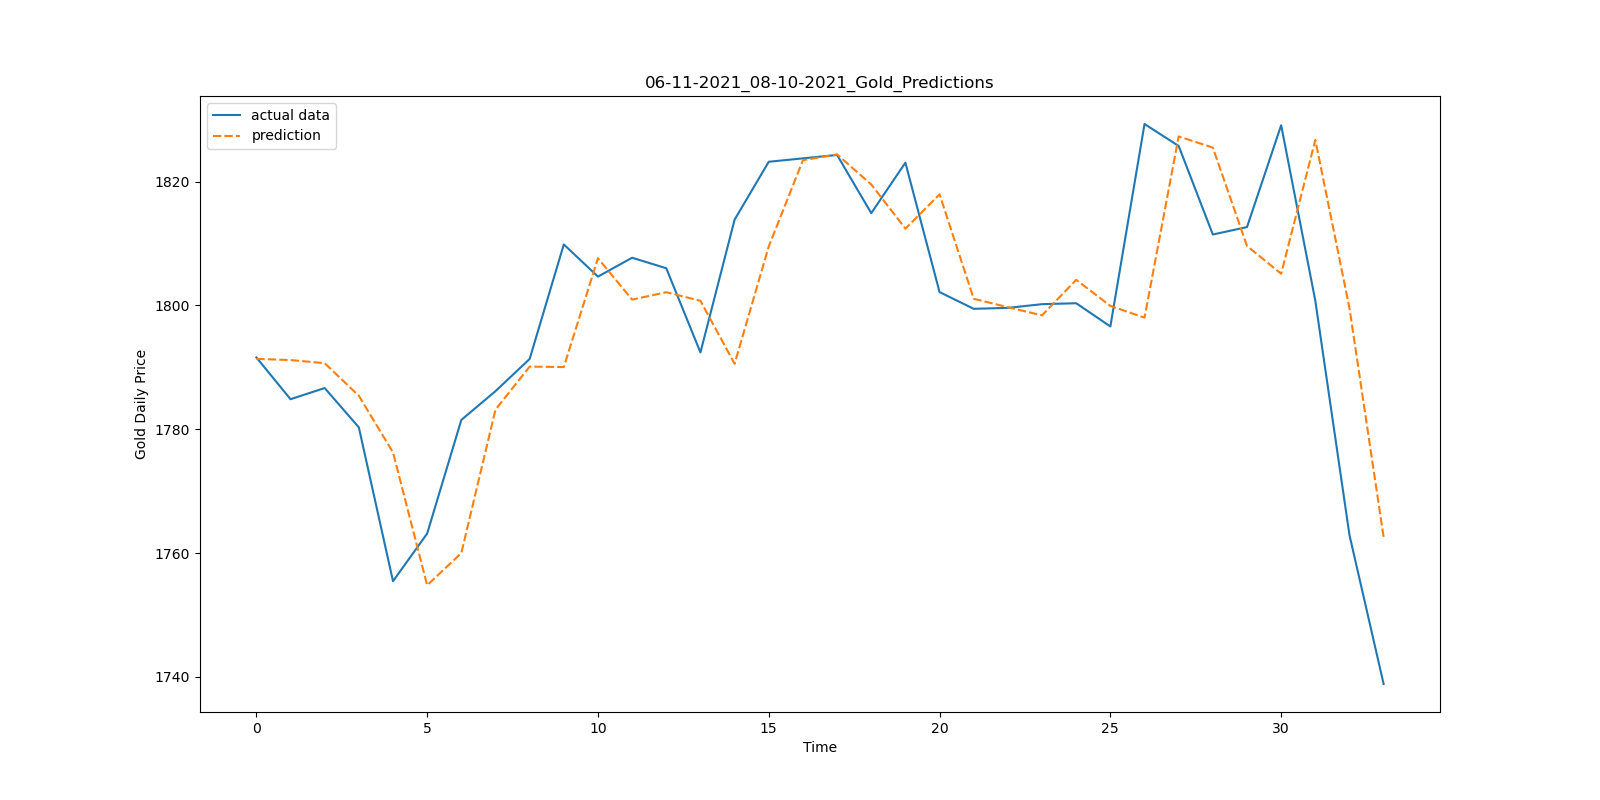 06-11-2021_08-10-2021_Gold_Predictions
actual data
prediction
1820
1800
1780
1760
1740
Gold Daily Price
0 5 10 15 20 25 30
Time